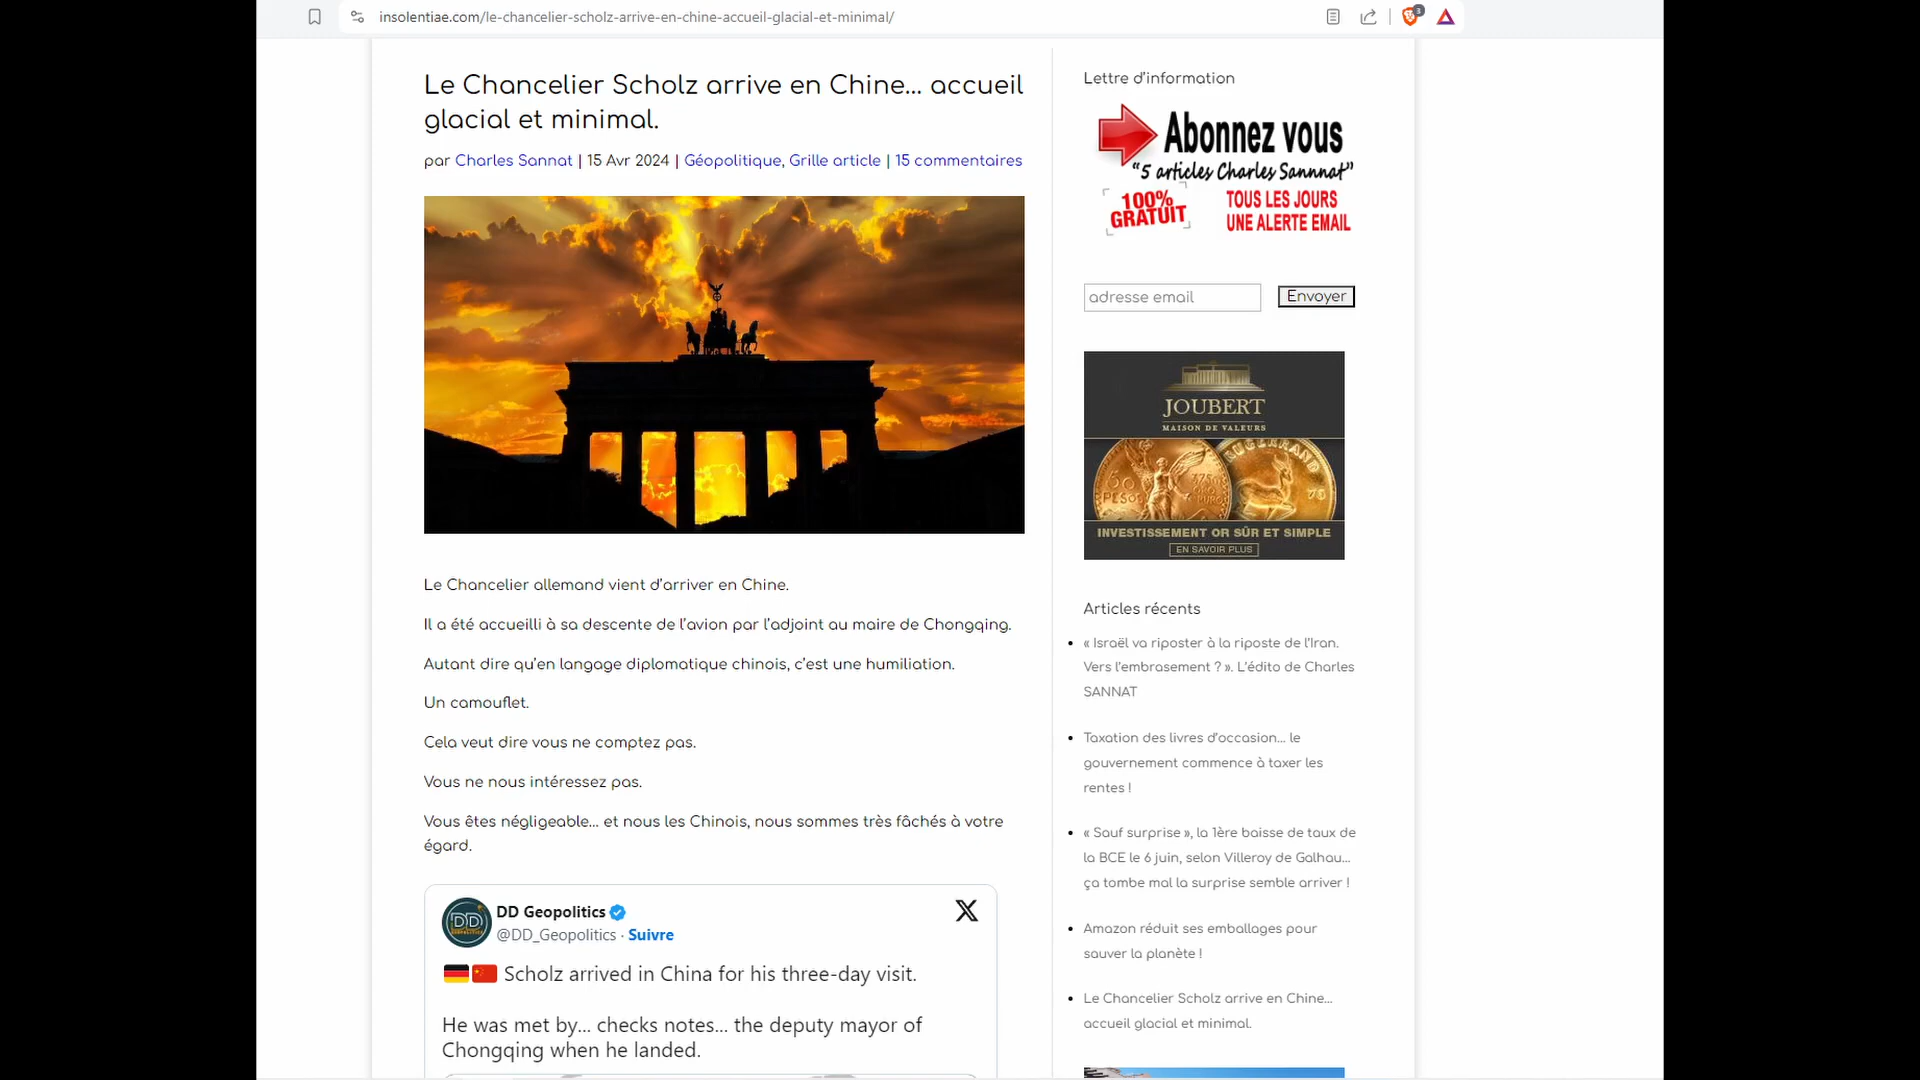 insolentiae.com/le-chancelier-scholz-arrive-en-chine-accueil-glacial-et-minimal/
3
Le Chancelier Scholz arrive en Chine… accueil
glacial et minimal.
par Charles Sannat | 15 Avr 2024 | Géopolitique, Grille article | 15 commentaires
Le Chancelier allemand vient d’arriver en Chine.
Il a été accueilli à sa descente de l’avion par l’adjoint au maire de Chongqing.
Autant dire qu’en langage diplomatique chinois, c’est une humiliation.
Un camouflet.
Cela veut dire vous ne comptez pas.
Vous ne nous intéressez pas.
Vous êtes négligeable… et nous les Chinois, nous sommes très fâchés à votre
égard.
DD
DD Geopolitics
@DD_Geopolitics · Suivre
Scholz arrived in China for his three-day visit.
He was met by... checks notes... the deputy mayor of
Chongqing when he landed.
Lettre d’information
Abonnez vous
“5 articles Charles Sannnat”
100%
GRATUIT
TOUS LES JOURS
UNE ALERTE EMAIL
adresse email
Envoyer
JOUBERT
MAISON DE VALEURS
50
PESOS
INVESTISSEMENT OR SÛR ET SIMPLE
EN SAVOIR PLUS
Articles récents
« Israël va riposter à la riposte de l’Iran.
Vers l’embrasement ? ». L’édito de Charles
SANNAT
Taxation des livres d’occasion… le
gouvernement commence à taxer les
rentes !
« Sauf surprise », la 1ère baisse de taux de
la BCE le 6 juin, selon Villeroy de Galhau…
ça tombe mal la surprise semble arriver !
Amazon réduit ses emballages pour
sauver la planète !
Le Chancelier Scholz arrive en Chine…
accueil glacial et minimal.